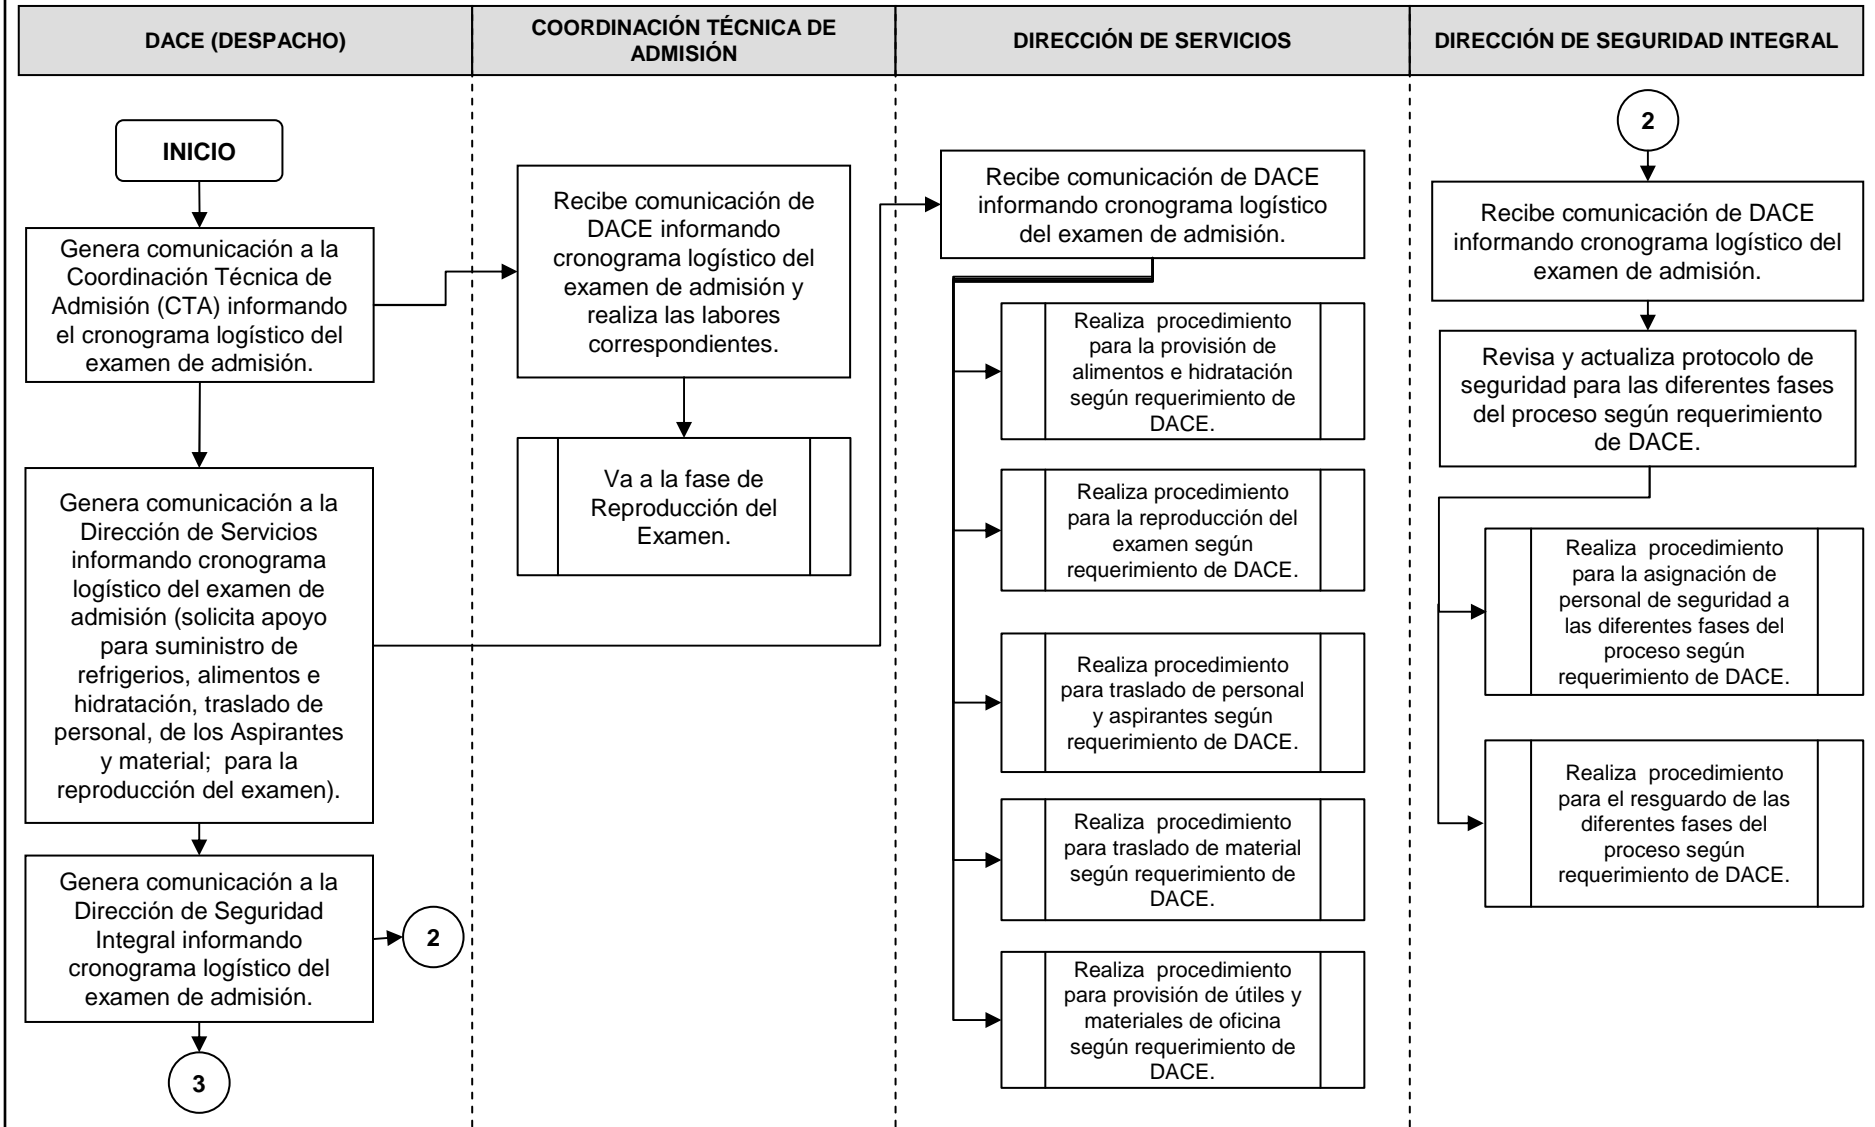 DACE (DESPACHO)
COORDINACIÓN TÉCNICA DE
ADMISIÓN
DIRECCIÓN DE SERVICIOS
DIRECCIÓN DE SEGURIDAD INTEGRAL
INICIO
Genera comunicación a la
Coordinación Técnica de
Admisión (CTA) informando
el cronograma logístico del
examen de admisión.
Genera comunicación a la
Dirección de Servicios
informando cronograma
logístico del examen de
admisión (solicita apoyo
para suministro de
refrigerios, alimentos e
hidratación, traslado de
personal, de los Aspirantes
y material;  para la
reproducción del examen).
Genera comunicación a la
Dirección de Seguridad
Integral informando
cronograma logístico del
examen de admisión.
2
3
Recibe comunicación de
DACE informando
cronograma logístico del
examen de admisión y
realiza las labores
correspondientes.
Va a la fase de
Reproducción del
Examen.
Recibe comunicación de DACE
informando cronograma logístico
del examen de admisión.
Realiza  procedimiento
para la provisión de
alimentos e hidratación
según requerimiento de
DACE.
Realiza procedimiento
para la reproducción del
examen según
requerimiento de DACE.
Realiza procedimiento
para traslado de personal
y aspirantes según
requerimiento de DACE.
Realiza  procedimiento
para traslado de material
según requerimiento de
DACE.
Realiza  procedimiento
para provisión de útiles y
materiales de oficina
según requerimiento de
DACE.
2
Recibe comunicación de DACE
informando cronograma logístico del
examen de admisión.
Revisa y actualiza protocolo de
seguridad para las diferentes fases
del proceso según requerimiento
de DACE.
Realiza  procedimiento
para la asignación de
personal de seguridad a
las diferentes fases del
proceso según
requerimiento de DACE.
Realiza  procedimiento
para el resguardo de las
diferentes fases del
proceso según
requerimiento de DACE.